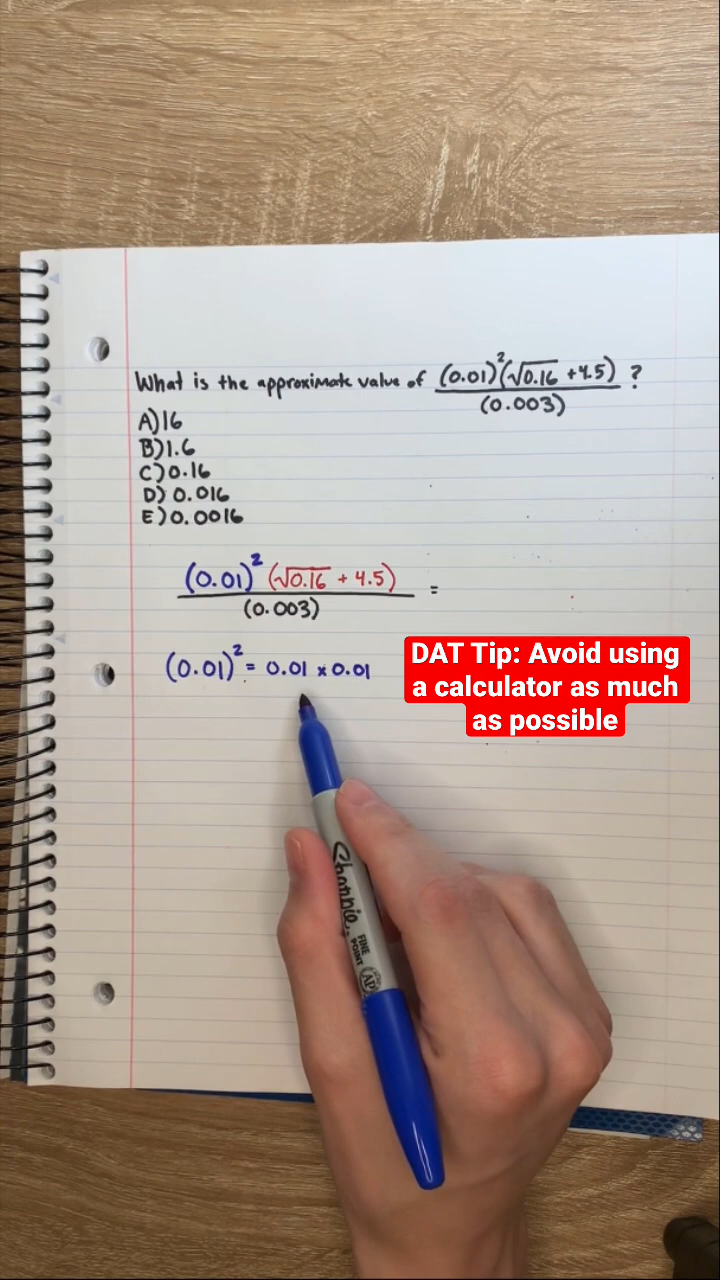 What is the approximate value of (0.01)²(√0.16 + 4.5) / (0.003) ?
A) 16
B) 1.6
C) 0.16
D) 0.016
E) 0.0016
(0.01)² (√0.16 + 4.5) / (0.003) =
(0.01)² = 0.01 × 0.01
DAT Tip: Avoid using
a calculator as much
as possible
Sharpie.
FINE
POINT
AP